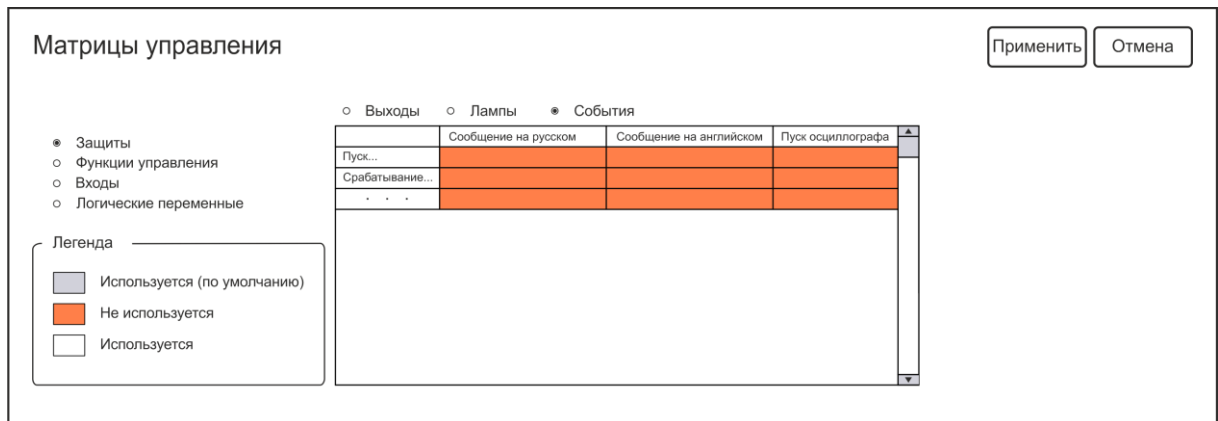 Матрицы управления
Применить
Отмена
Выходы
Лампы
События
Защиты
Функции управления
Входы
Логические переменные
Сообщение на русском
Сообщение на английском
Пуск осциллографа
Пуск...
Срабатывание...
. . .
Легенда
Используется (по умолчанию)
Не используется
Используется